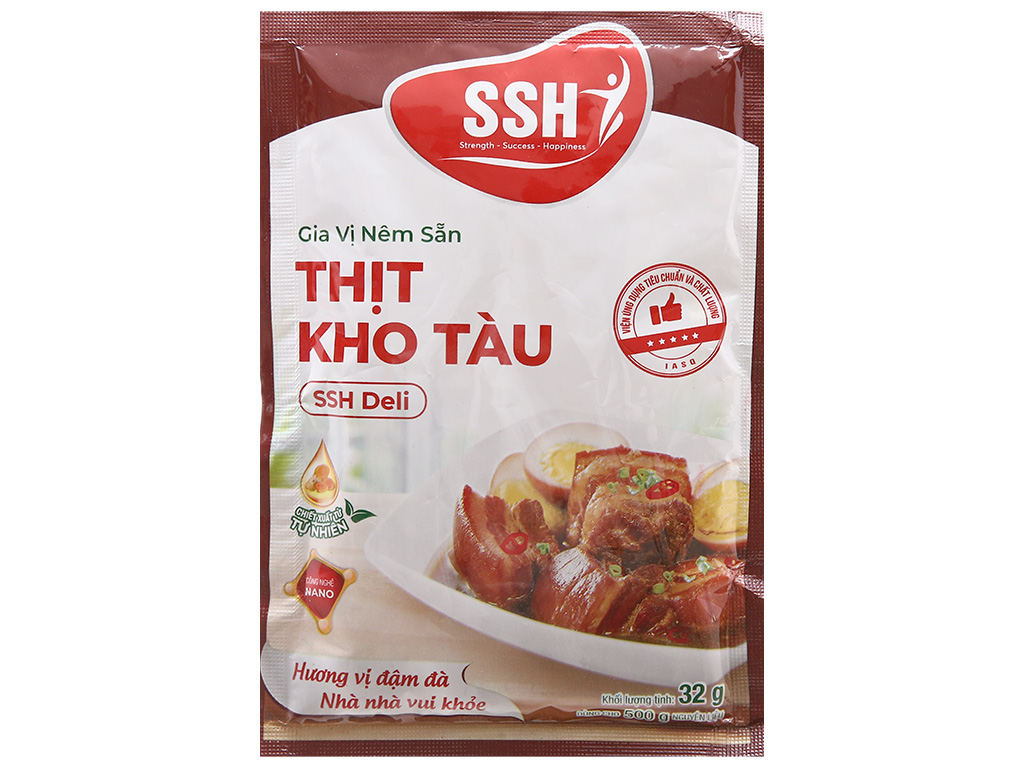 SSH
Strength - Success - Happiness
Gia Vị Nêm Sẵn
THỊT
KHO TÀU
SSH Deli
VIỆN ỨNG DỤNG TIÊU CHUẨN VÀ CHẤT LƯỢNG
IASQ
CHIẾT XUẤT TỪ
TỰ NHIÊN
CÔNG NGHỆ
NANO
Hương vị đậm đà
Nhà nhà vui khỏe
Khối lượng tịnh: 32 g
DÙNG CHO 500 g NGUYÊN LIỆU